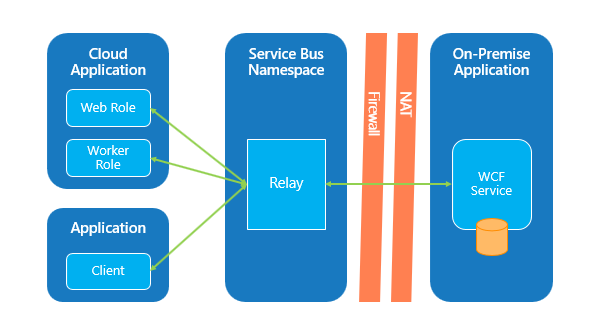 Cloud
Application
Web Role
Worker
Role
Application
Client
Service Bus
Namespace
Relay
Firewall
NAT
On-Premise
Application
WCF
Service